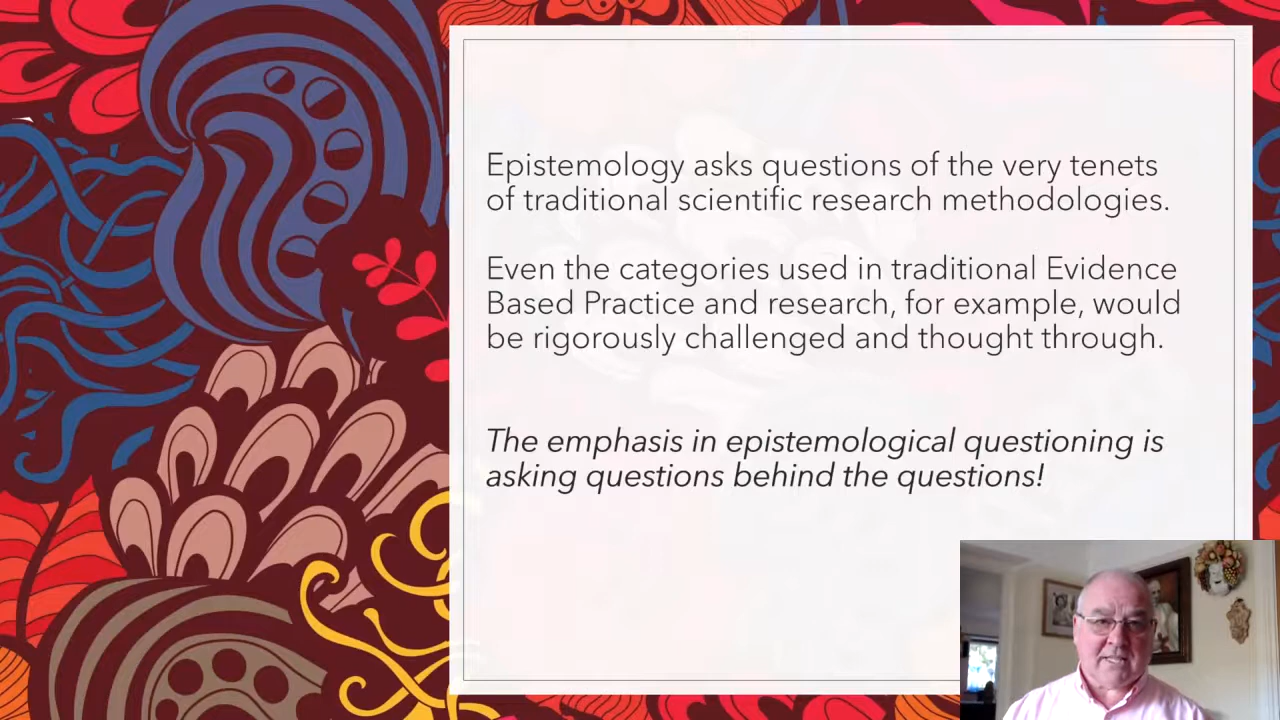 Epistemology asks questions of the very tenets
of traditional scientific research methodologies.
Even the categories used in traditional Evidence
Based Practice and research, for example, would
be rigorously challenged and thought through.
The emphasis in epistemological questioning is
asking questions behind the questions!